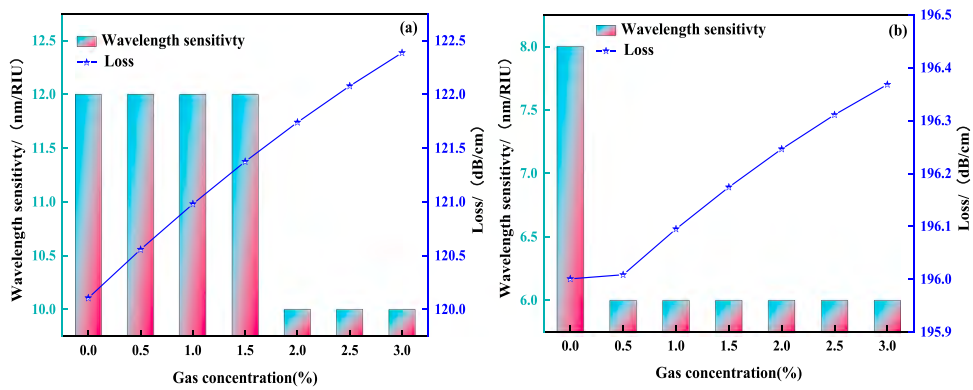 (a)
Wavelength sensitivty
Loss
Wavelength sensitivty/ (nm/RIU)
12.5
12.0
11.5
11.0
10.5
10.0
122.5
122.0
121.5
121.0
120.5
120.0
Loss/ (dB/cm)
0.0 0.5 1.0 1.5 2.0 2.5 3.0
Gas concentration(%)
(b)
Wavelength sensitivty
Loss
Wavelength sensitivty/ (nm/RIU)
8.0
7.5
7.0
6.5
6.0
196.5
196.4
196.3
196.2
196.1
196.0
195.9
Loss/ (dB/cm)
0.0 0.5 1.0 1.5 2.0 2.5 3.0
Gas concentration(%)